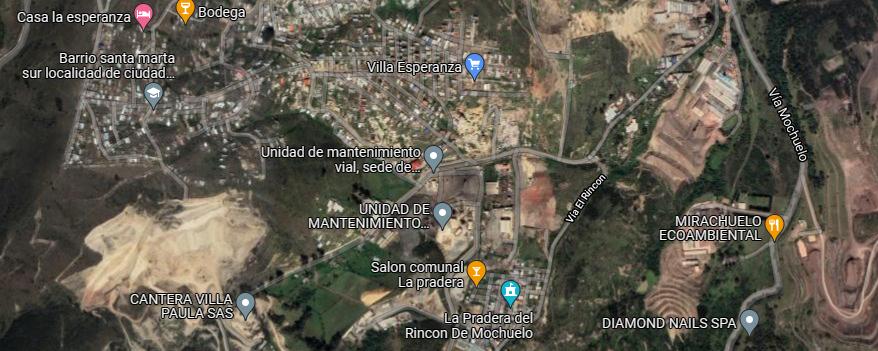 Casa la esperanza
Bodega
Barrio santa marta
sur localidad de ciudad...
Villa Esperanza
Vía Mochuelo
Unidad de mantenimiento
vial, sede de...
Vía El Rincon
UNIDAD DE
MANTENIMIENTO...
MIRACHUELO
ECOAMBIENTAL
Salon comunal
La pradera
CANTERA VILLA
PAULA SAS
La Pradera del
Rincon De Mochuelo
DIAMOND NAILS SPA